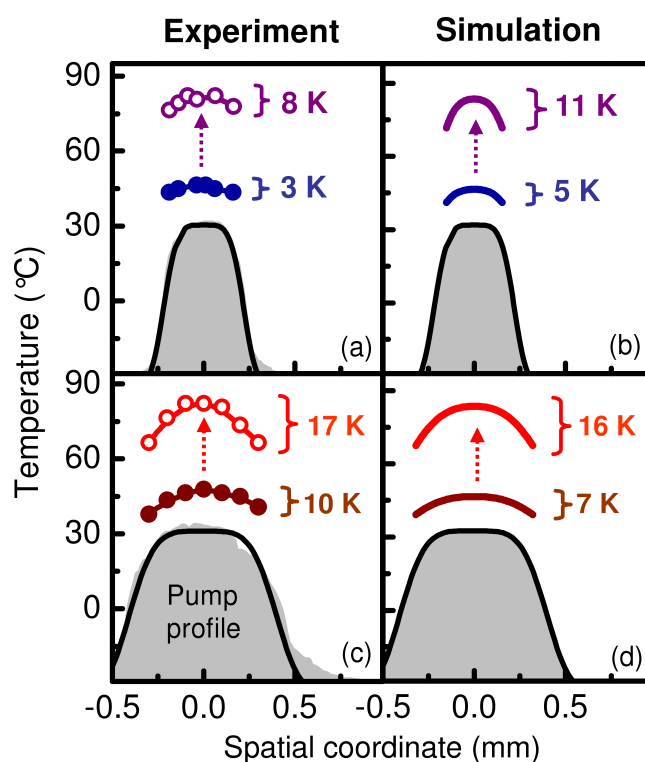 Experiment
Simulation
90
60
30
0
8 K
3 K
(a)
11 K
5 K
(b)
90
60
30
0
17 K
10 K
Pump
profile
(c)
16 K
7 K
(d)
Temperature (°C)
-0.5
0.0
0.5
-0.5
0.0
0.5
Spatial coordinate (mm)